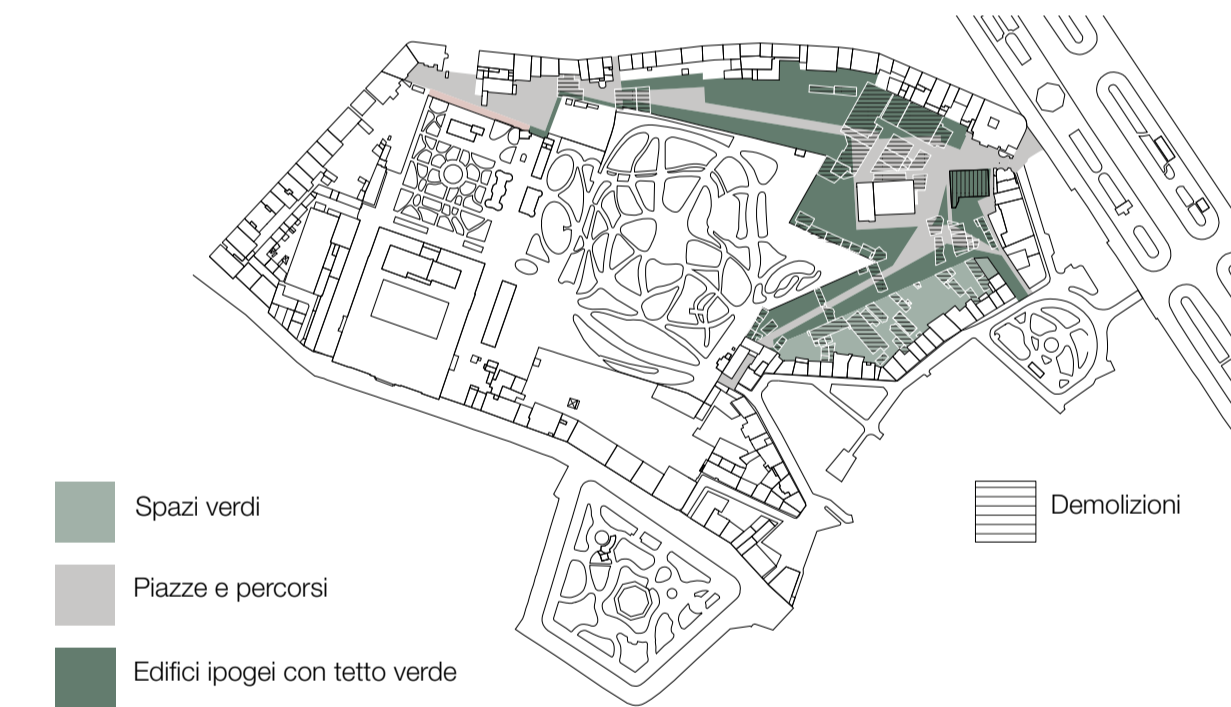 Spazi verdi
Demolizioni
Piazze e percorsi
Edifici ipogei con tetto verde